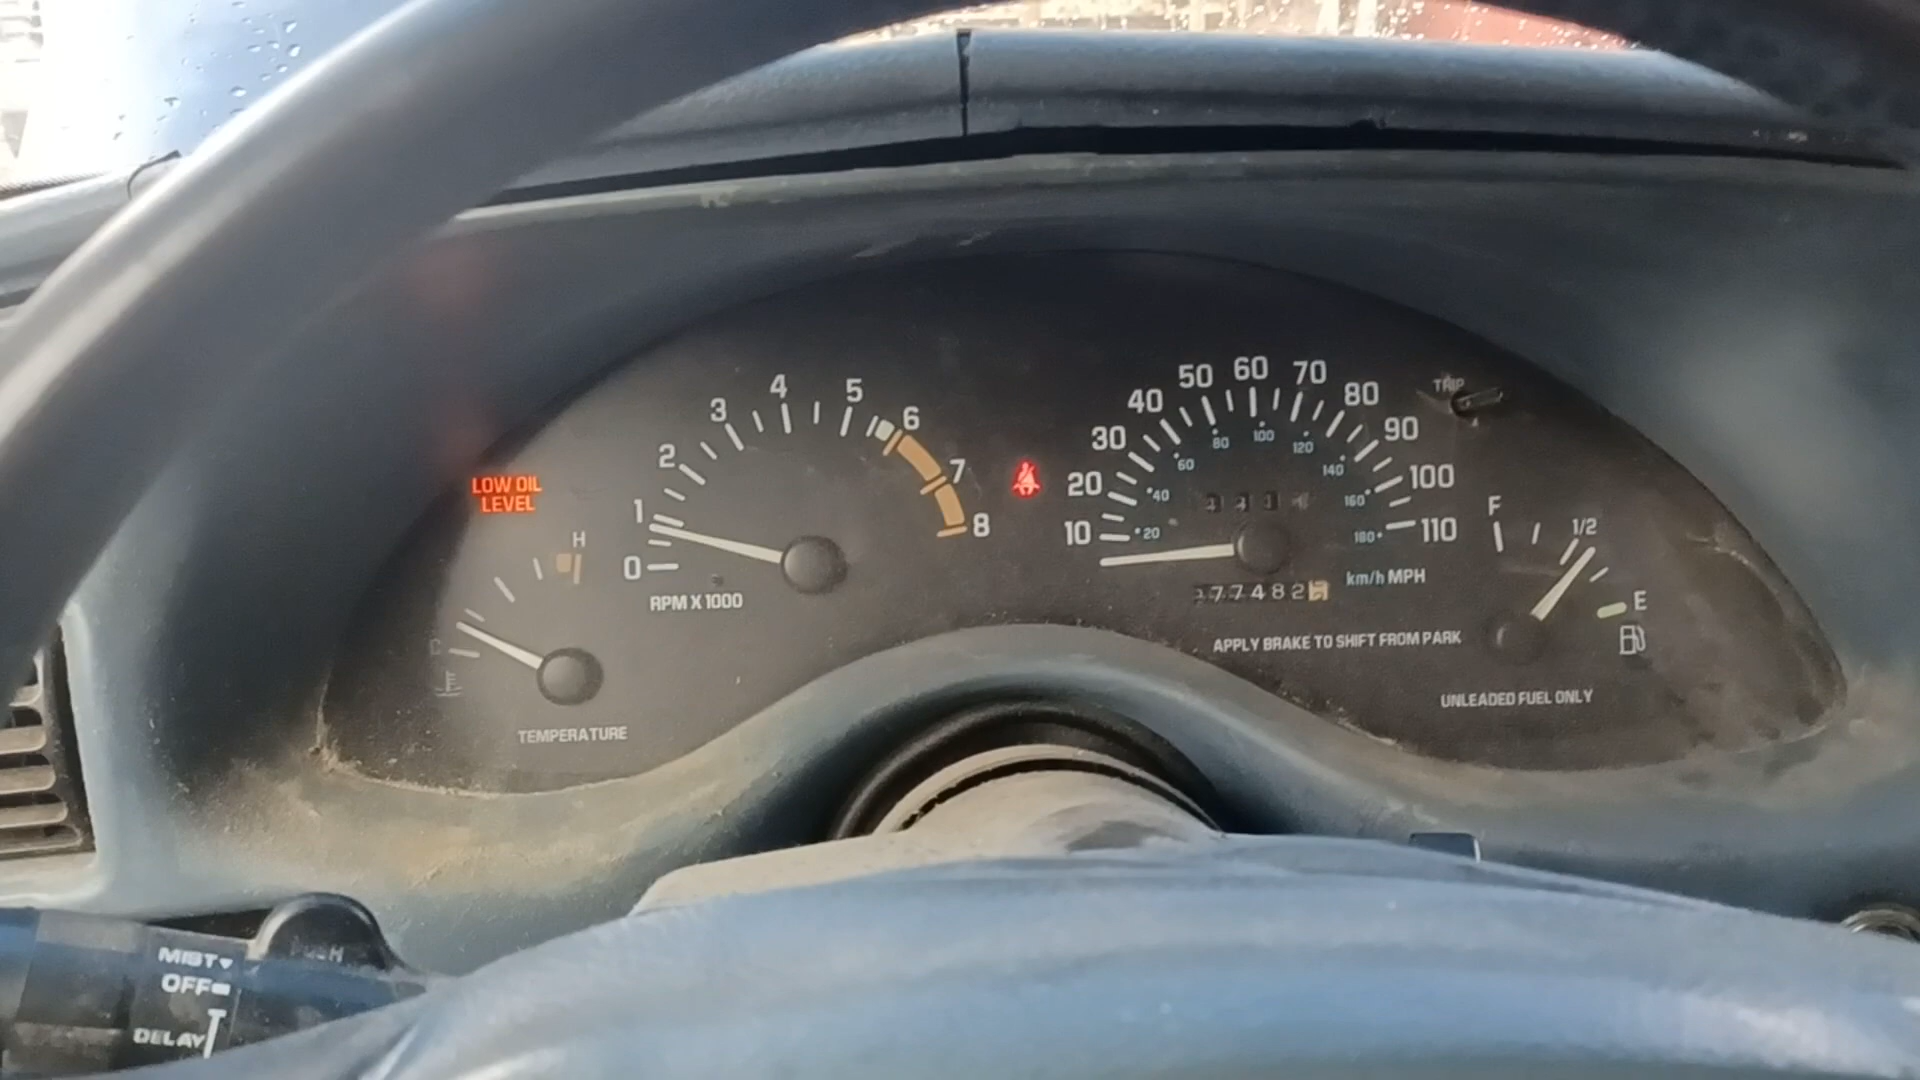 LOW OIL
LEVEL
H
C
TEMPERATURE
0 1 2 3 4 5 6 7 8
RPM X 1000
10 20 30 40 50 60 70 80 90 100 110
20 40 60 80 100 120 140 160 180
km/h MPH
77482
TRIP
APPLY BRAKE TO SHIFT FROM PARK
F 1/2 E
UNLEADED FUEL ONLY
MIST
OFF
DELAY